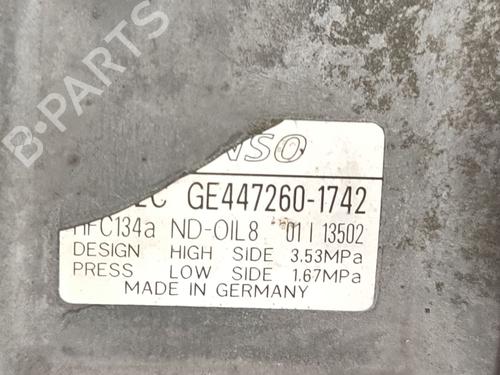 B-PARTS
NSO
C GE447260-1742
HFC134a ND-OIL8 01 I 13502
DESIGN HIGH SIDE 3.53MPa
PRESS LOW SIDE 1.67MPa
MADE IN GERMANY